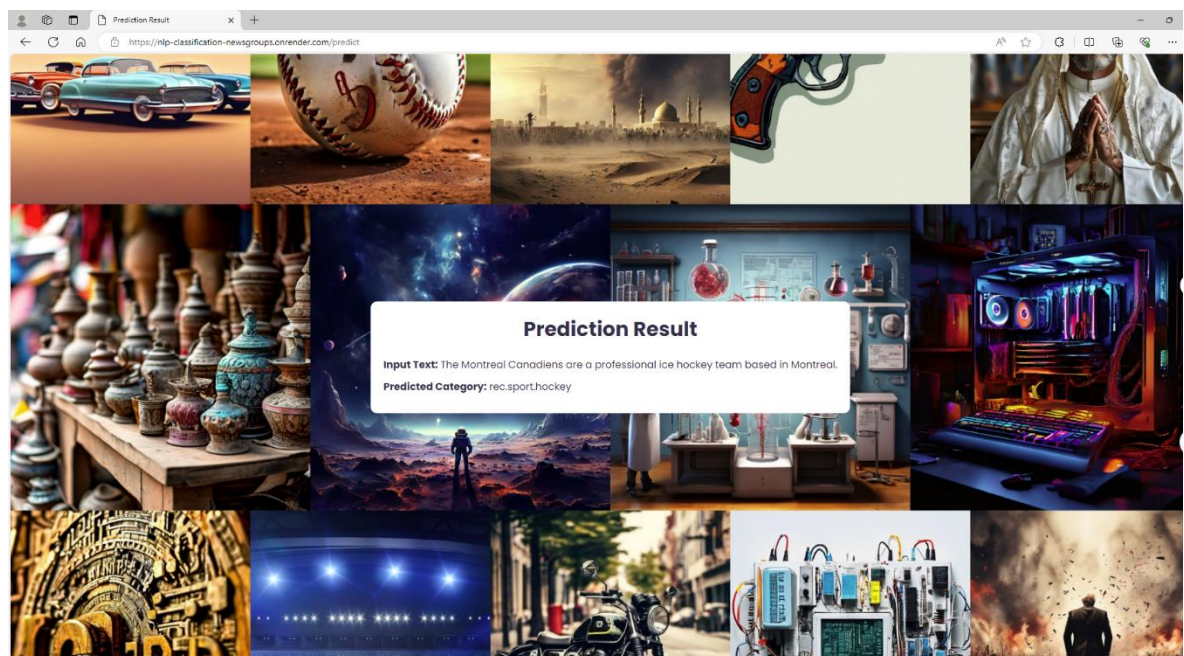 Prediction Result
https://nlp-classification-newsgroups.onrender.com/predict
Prediction Result
Input Text: The Montreal Canadiens are a professional ice hockey team based in Montreal.
Predicted Category: rec.sport.hockey